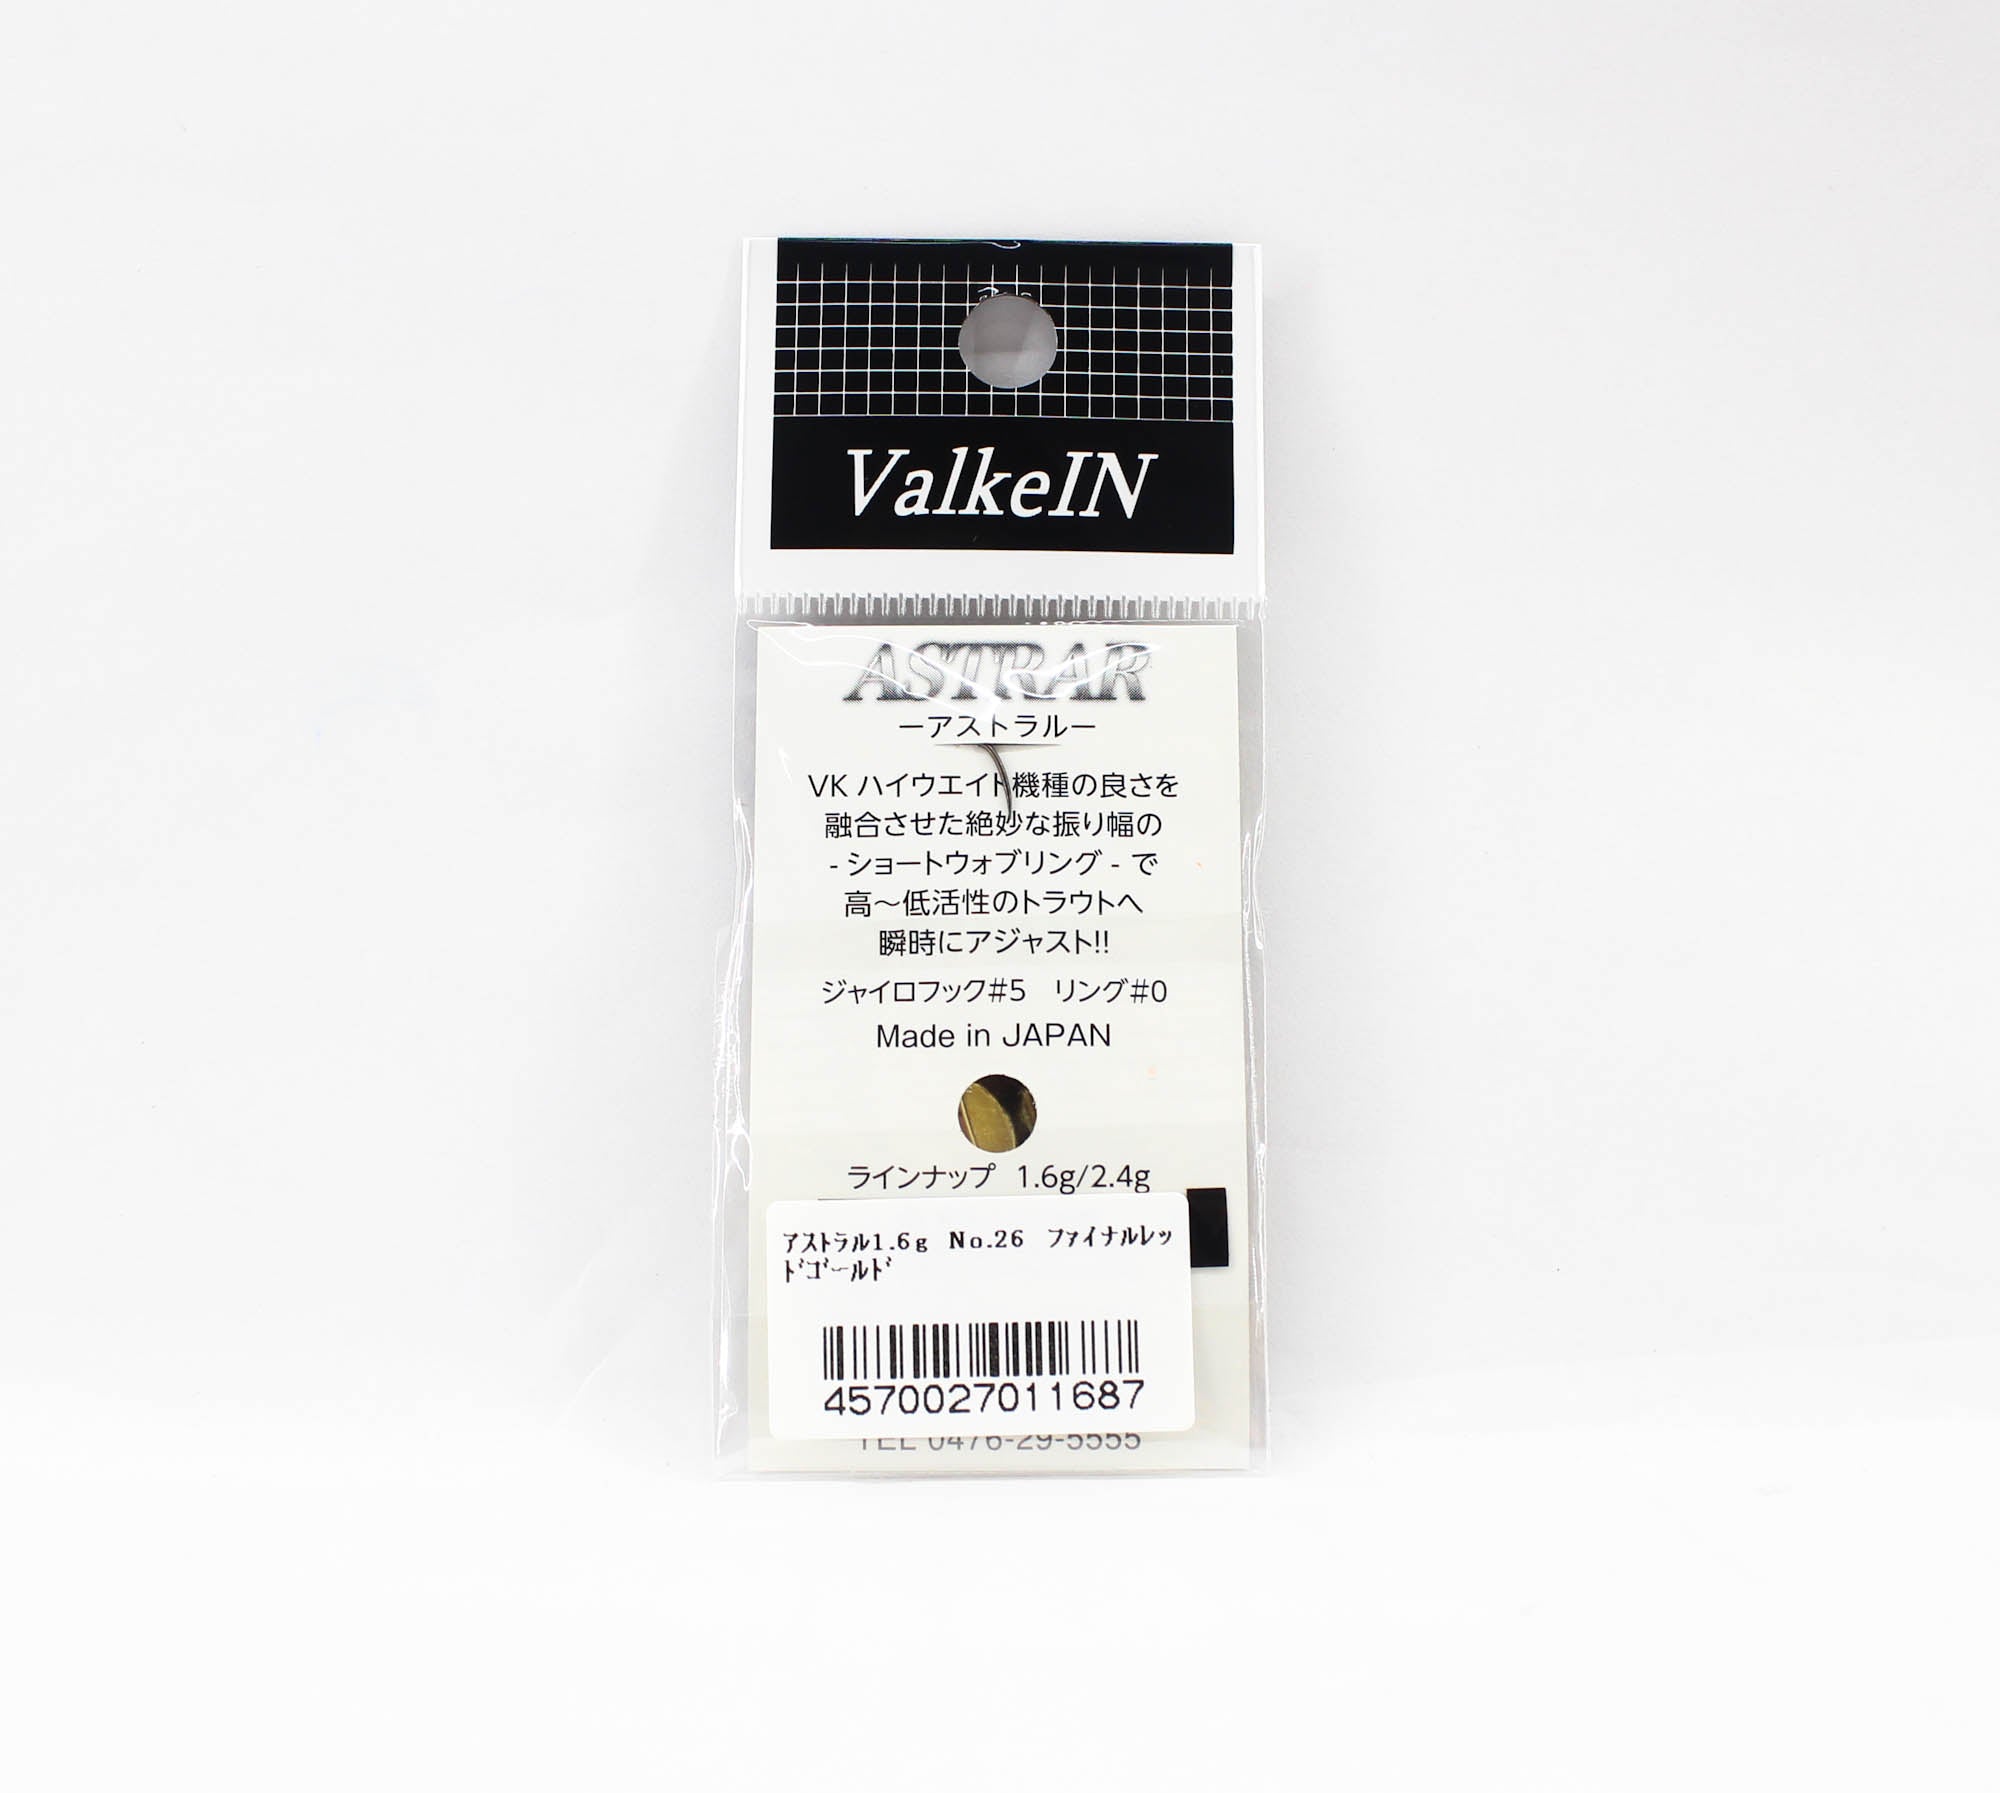 ValkeIN
ASTRAR
ーアストラルー
VK ハイウエイト機種の良さを
融合させた絶妙な振り幅の
- ショートウォブリング - で
高～低活性のトラウトへ
瞬時にアジャスト!!
ジャイロフック#5　リング#0
Made in JAPAN
ラインナップ 1.6g/2.4g
ｱｽﾄﾗﾙ1.6g No.26 ﾌｧｲﾅﾙﾚｯ
ﾄﾞｺﾞｰﾙﾄﾞ
4570027011687
TEL 0476-29-5555